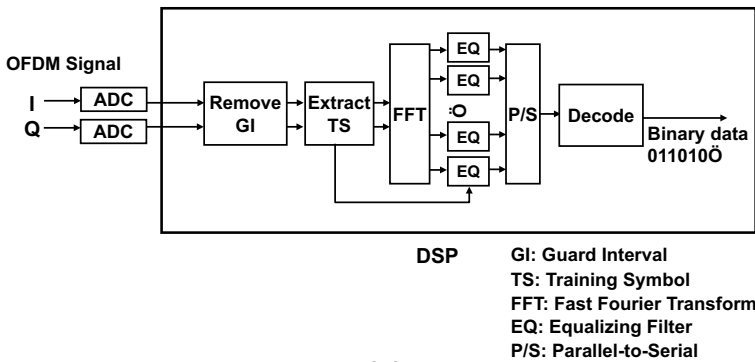 OFDM Signal
I
Q
ADC
ADC
Remove
GI
Extract
TS
FFT
EQ
EQ
Ö
EQ
EQ
P/S
Decode
Binary data
011010Ö
DSP
GI: Guard Interval
TS: Training Symbol
FFT: Fast Fourier Transform
EQ: Equalizing Filter
P/S: Parallel-to-Serial